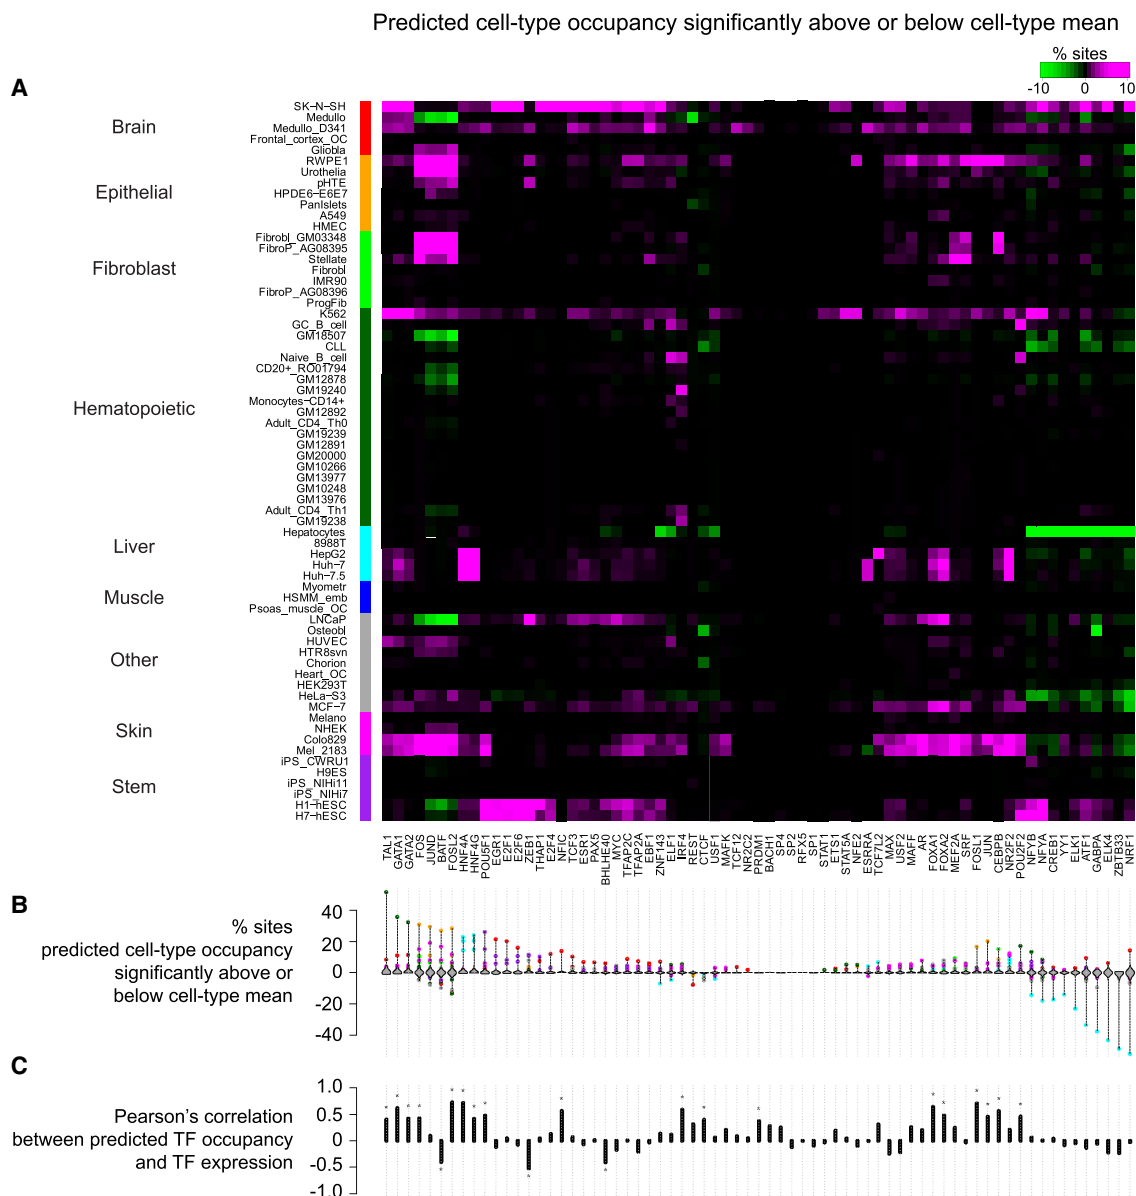 Predicted cell-type occupancy significantly above or below cell-type mean
% sites
-10 0 10
A
Brain
Epithelial
Fibroblast
Hematopoietic
Liver
Muscle
Other
Skin
Stem
SK-N-SH
Medullo
Medullo_D341
Frontal_cortex_OC
Gliobla
RWPE1
Urothelia
pHTE
HPDE6-E6E7
PanIslets
A549
HMEC
Fibrobl_GM03348
FibroP_AG08395
Stellate
Fibrobl
IMR90
FibroP_AG08396
ProgFib
K562
GC_B_cell
GM18507
CLL
Naive_B_cell
CD20+_RO01794
GM12878
GM19240
Monocytes-CD14+
GM12892
Adult_CD4_Th0
GM19239
GM12891
GM20000
GM10266
GM13977
GM10248
GM13976
Adult_CD4_Th1
GM19238
Hepatocytes
8988T
HepG2
Huh-7
Huh-7.5
Myometr
HSMM_emb
Psoas_muscle_OC
LNCaP
Osteobl
HUVEC
HTR8svn
Chorion
Heart_OC
HEK293T
HeLa-S3
MCF-7
Melano
NHEK
Colo829
Mel_2183
iPS_CWRU1
H9ES
iPS_NIHi11
iPS_NIHi7
H1-hESC
H7-hESC
TAL1
GATA1
GATA2
FOS
JUND
BATF
FOSL2
HNF4A
HNF4G
POU5F1
EGR1
E2F1
E2F6
ZEB1
THAP1
E2F4
NFIC
TCF3
ESR1
PAX5
BHLHE40
MYC
TFAP2C
TFAP2A
EBF1
ZNF143
ELF1
IRF4
REST
CTCF
USF1
MAFK
TCF12
NR2C2
PRDM1
BACH1
SP4
SP2
RFX5
SP1
STAT1
ETS1
STAT5A
NFE2
ESRRA
TCF7L2
MAX
USF2
MAFF
AR
FOXA1
FOXA2
MEF2A
SRF
FOSL1
JUN
CEBPB
NR2F2
POU2F2
NFYB
NFYA
CREB1
YY1
ELK1
ATF1
GABPA
ELK4
ZBTB33
NRF1
B
% sites
predicted cell-type occupancy
significantly above or
below cell-type mean
40
20
0
-20
-40
C
Pearson's correlation
between predicted TF occupancy
and TF expression
1.0
0.5
0
-0.5
-1.0